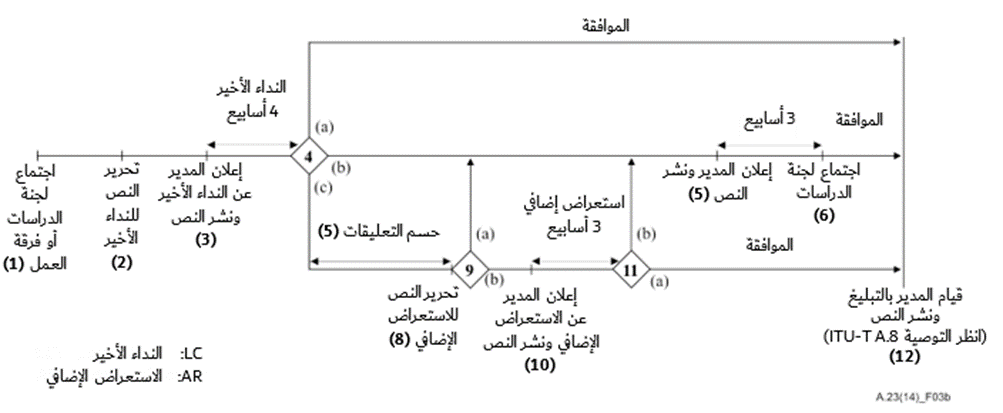 الموافقة
النداء الأخير
4 أسابيع
3 أسابيع
الموافقة
(a)
4
(b)
(c)
اجتماع
لجنة
الدراسات
أو فرقة
العمل (1)
تحرير
النص
للنداء
الأخير
(2)
إعلان المدير
عن النداء الأخير
ونشر النص
(3)
إعلان المدير ونشر
النص (5)
اجتماع لجنة
الدراسات
(6)
حسم التعليقات (5)
(a)
9
(b)
استعراض إضافي
3 أسابيع
(b)
11
(a)
الموافقة
تحرير النص
للاستعراض
الإضافي (8)
إعلان المدير
عن الاستعراض
الإضافي ونشر النص
(10)
قيام المدير بالتبليغ
ونشر النص
(انظر التوصية ITU-T A.8)
(12)
LC: النداء الأخير
AR: الاستعراض الإضافي
A.23(14)_F03b